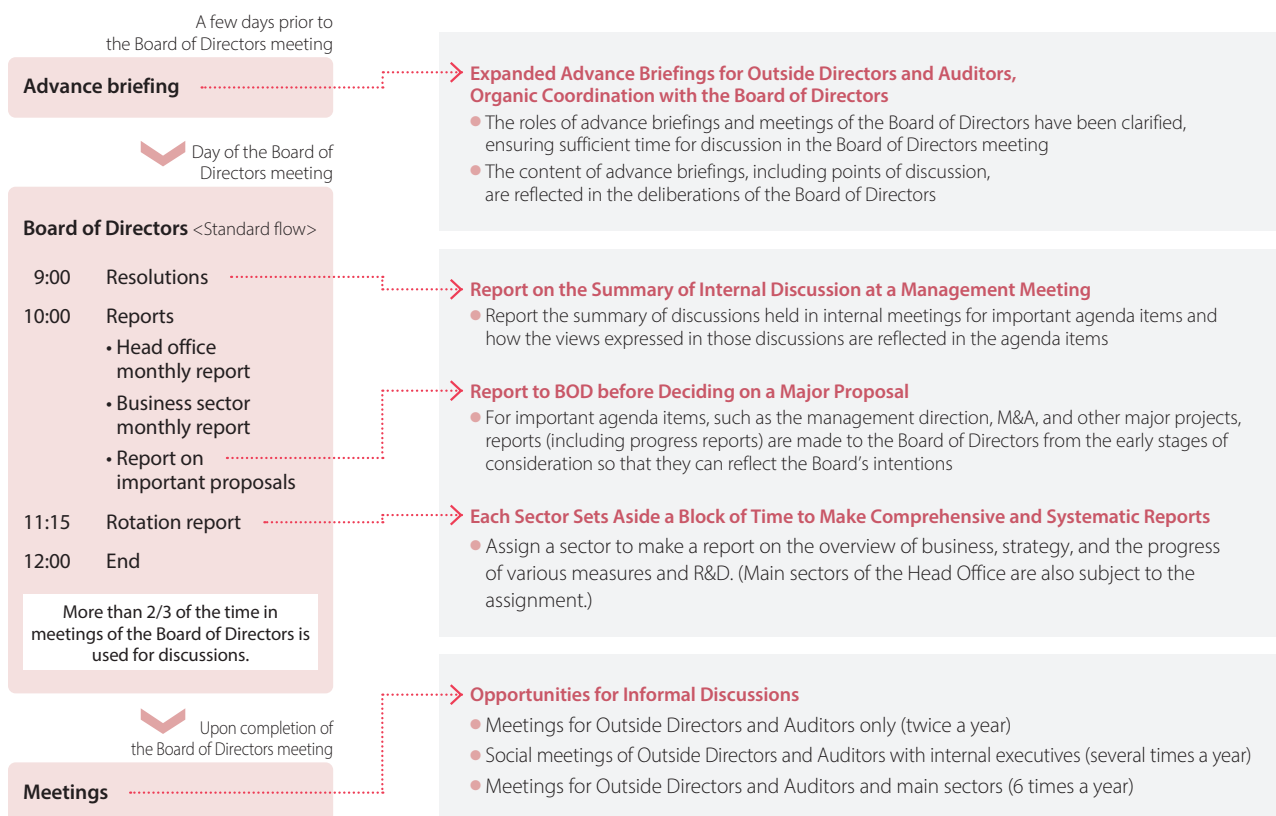 A few days prior to
the Board of Directors meeting
Advance briefing
Expanded Advance Briefings for Outside Directors and Auditors,
Organic Coordination with the Board of Directors
● The roles of advance briefings and meetings of the Board of Directors have been clarified,
ensuring sufficient time for discussion in the Board of Directors meeting
● The content of advance briefings, including points of discussion,
are reflected in the deliberations of the Board of Directors
Day of the Board of
Directors meeting
Board of Directors <Standard flow>
9:00 Resolutions
10:00 Reports
• Head office
monthly report
• Business sector
monthly report
• Report on
important proposals
11:15 Rotation report
12:00 End
More than 2/3 of the time in
meetings of the Board of Directors is
used for discussions.
Report on the Summary of Internal Discussion at a Management Meeting
● Report the summary of discussions held in internal meetings for important agenda items and
how the views expressed in those discussions are reflected in the agenda items
Report to BOD before Deciding on a Major Proposal
● For important agenda items, such as the management direction, M&A, and other major projects,
reports (including progress reports) are made to the Board of Directors from the early stages of
consideration so that they can reflect the Board's intentions
Each Sector Sets Aside a Block of Time to Make Comprehensive and Systematic Reports
● Assign a sector to make a report on the overview of business, strategy, and the progress
of various measures and R&D. (Main sectors of the Head Office are also subject to the
assignment.)
Upon completion of
the Board of Directors meeting
Meetings
Opportunities for Informal Discussions
● Meetings for Outside Directors and Auditors only (twice a year)
● Social meetings of Outside Directors and Auditors with internal executives (several times a year)
● Meetings for Outside Directors and Auditors and main sectors (6 times a year)